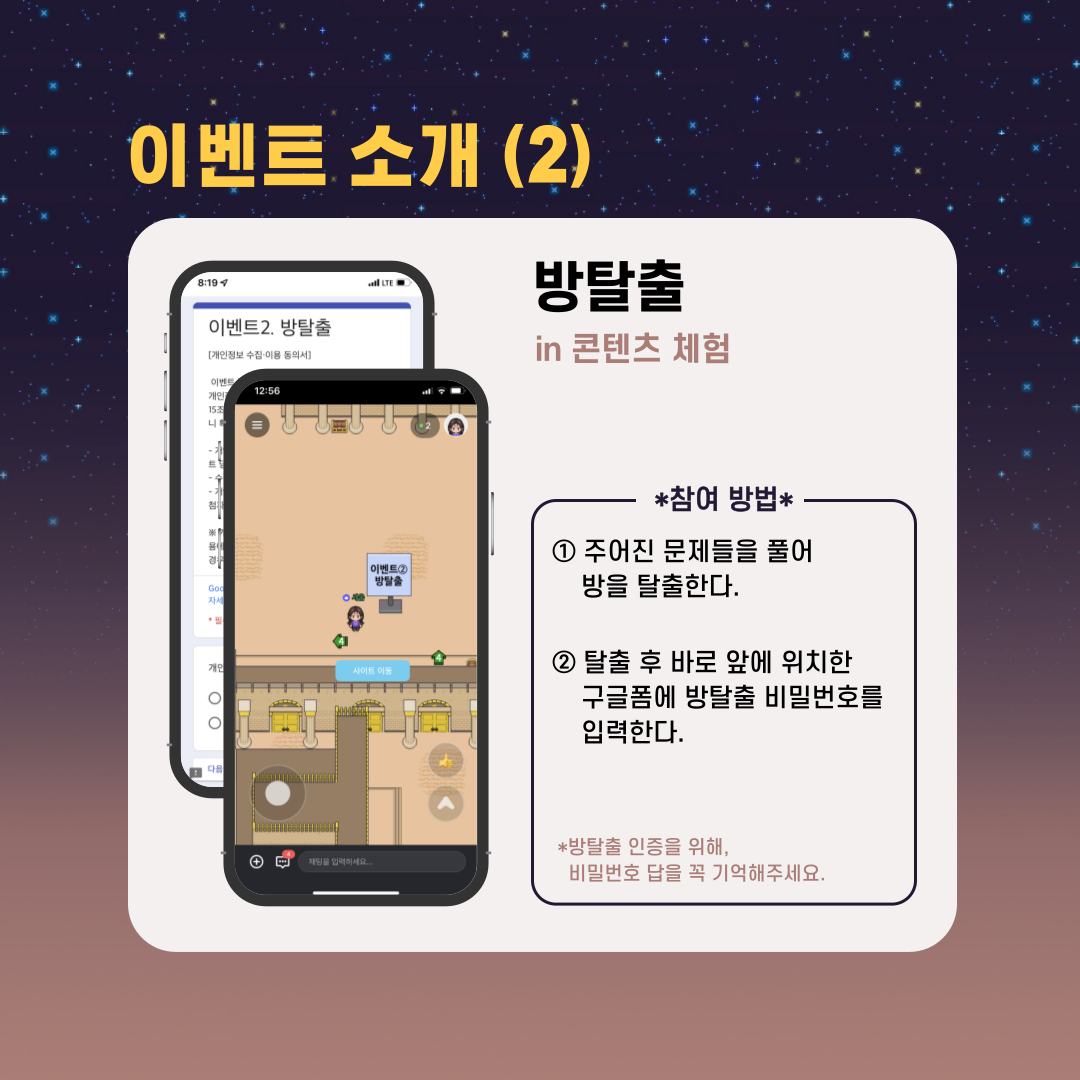 이벤트 소개 (2)
8:19
LTE
이벤트2. 방탈출
[개인정보 수집·이용 동의서]
이벤트
개인
15조
니
* 필
개인
다음
12:56
2
이벤트②
방탈출
4
4
사이트 이동
4
채팅을 입력하세요...
방탈출
in 콘텐츠 체험
*참여 방법*
① 주어진 문제들을 풀어
방을 탈출한다.
② 탈출 후 바로 앞에 위치한
구글폼에 방탈출 비밀번호를
입력한다.
*방탈출 인증을 위해,
비밀번호 답을 꼭 기억해주세요.